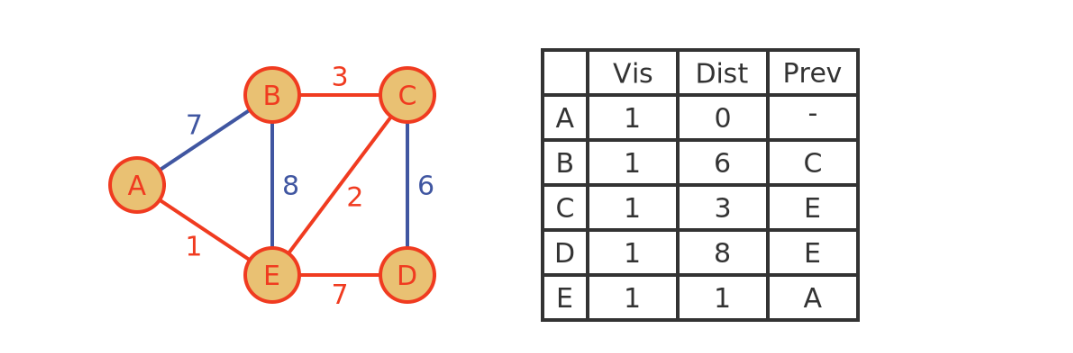 3
B C
7
A 8 2 6
1
E D
7
Vis Dist Prev
A 1 0 -
B 1 6 C
C 1 3 E
D 1 8 E
E 1 1 A